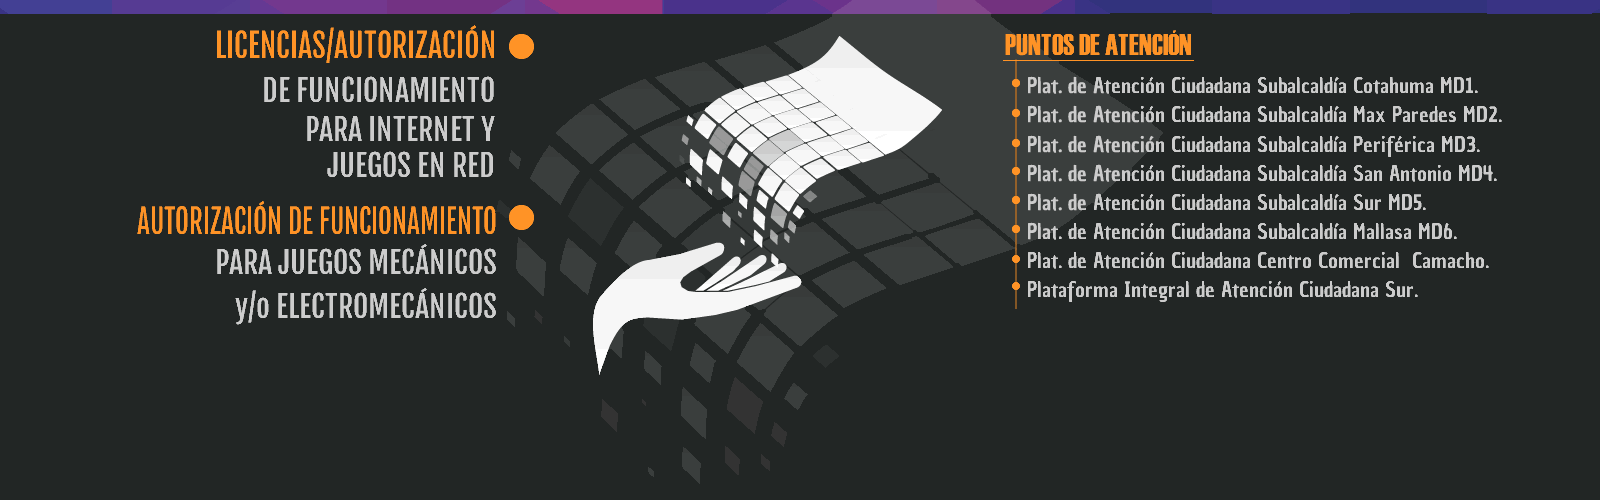 LICENCIAS/AUTORIZACIÓN
DE FUNCIONAMIENTO
PARA INTERNET Y
JUEGOS EN RED
AUTORIZACIÓN DE FUNCIONAMIENTO
PARA JUEGOS MECÁNICOS
y/o ELECTROMECÁNICOS
PUNTOS DE ATENCIÓN
Plat. de Atención Ciudadana Subalcaldía Cotahuma MD1.
Plat. de Atención Ciudadana Subalcaldía Max Paredes MD2.
Plat. de Atención Ciudadana Subalcaldía Periférica MD3.
Plat. de Atención Ciudadana Subalcaldía San Antonio MD4.
Plat. de Atención Ciudadana Subalcaldía Sur MD5.
Plat. de Atención Ciudadana Subalcaldía Mallasa MD6.
Plat. de Atención Ciudadana Centro Comercial  Camacho.
Plataforma Integral de Atención Ciudadana Sur.